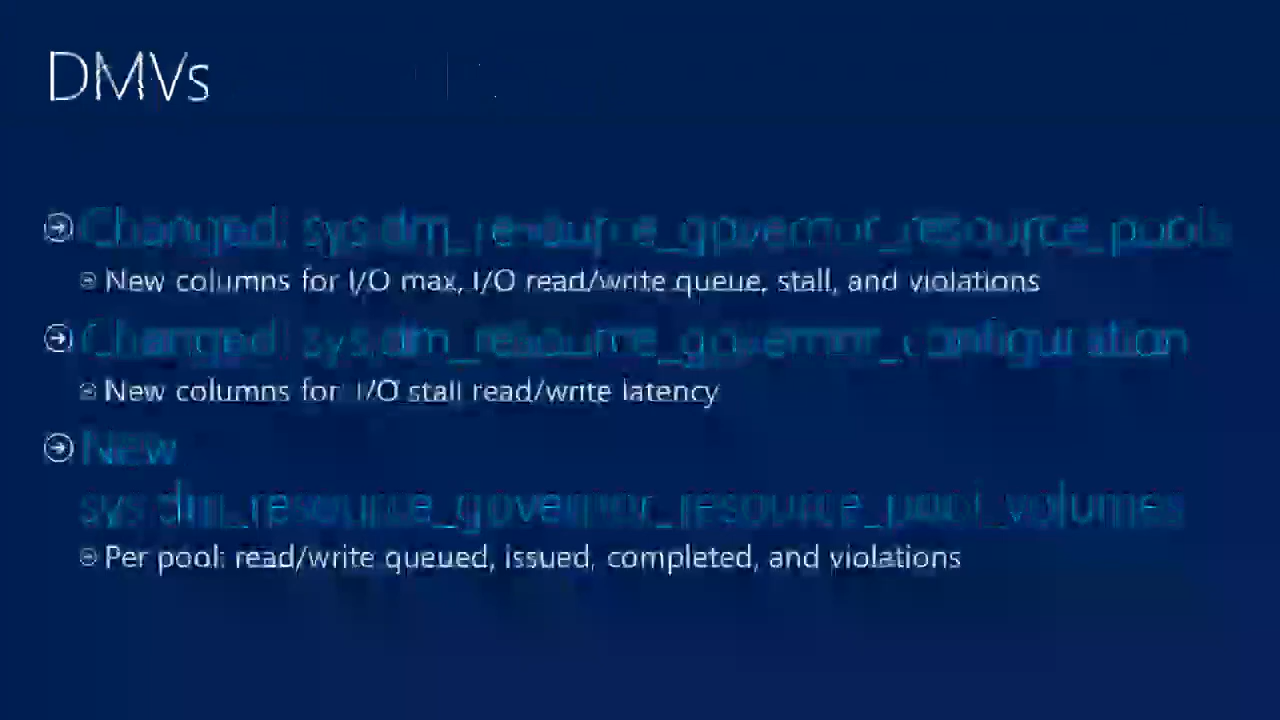 DMVs
Changed: sys.dm_resource_governor_resource_pools
New columns for I/O max, I/O read/write queue, stall, and violations
Changed: sys.dm_resource_governor_configuration
New columns for I/O stall read/write latency
New
sys.dm_resource_governor_resource_pool_volumes
Per pool: read/write queued, issued, completed, and violations